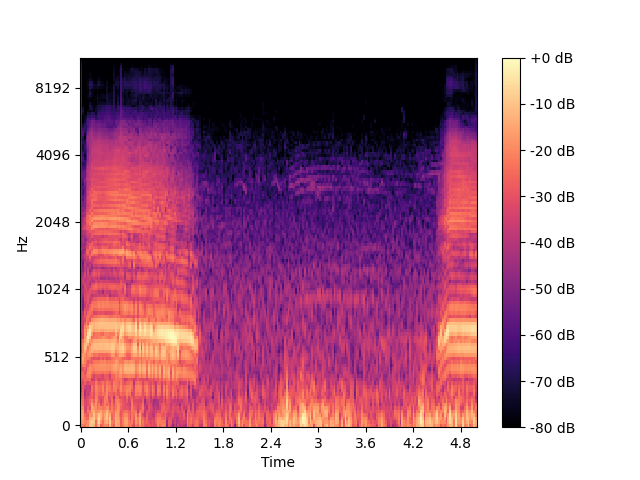 +0 dB
8192
-10 dB
4096
-20 dB
-30 dB
2048
Hz
-40 dB
1024
-50 dB
512
-60 dB
-70 dB
0
-80 dB
0 0.6 1.2 1.8 2.4 3 3.6 4.2 4.8
Time